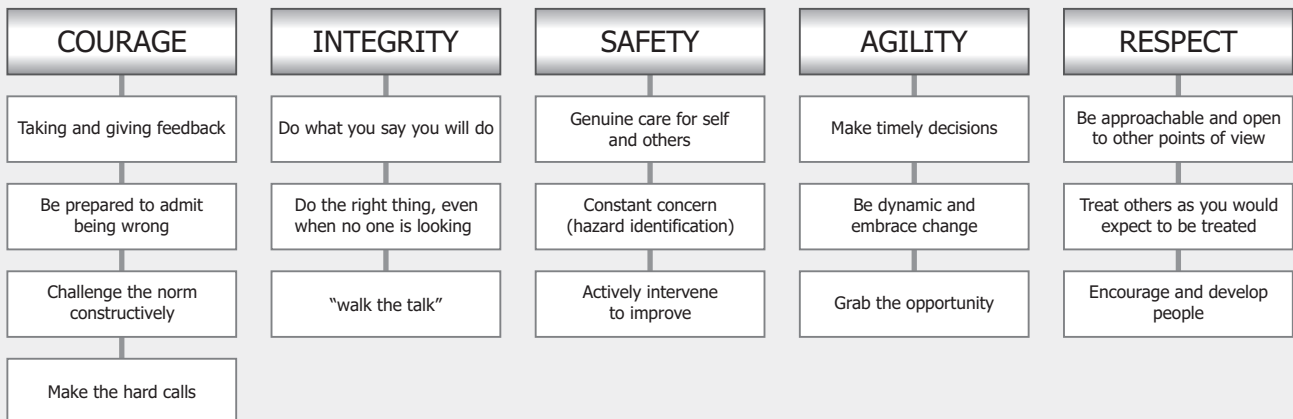 COURAGE
Taking and giving feedback
Be prepared to admit
being wrong
Challenge the norm
constructively
Make the hard calls
INTEGRITY
Do what you say you will do
Do the right thing, even
when no one is looking
“walk the talk”
SAFETY
Genuine care for self
and others
Constant concern
(hazard identification)
Actively intervene
to improve
AGILITY
Make timely decisions
Be dynamic and
embrace change
Grab the opportunity
RESPECT
Be approachable and open
to other points of view
Treat others as you would
expect to be treated
Encourage and develop
people